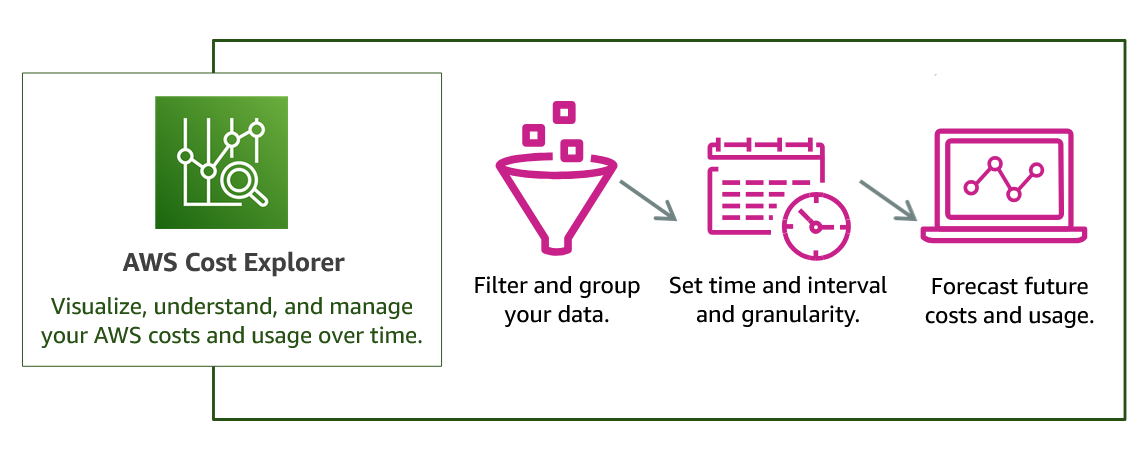 AWS Cost Explorer
Visualize, understand, and manage
your AWS costs and usage over time.
Filter and group
your data.
Set time and interval
and granularity.
Forecast future
costs and usage.